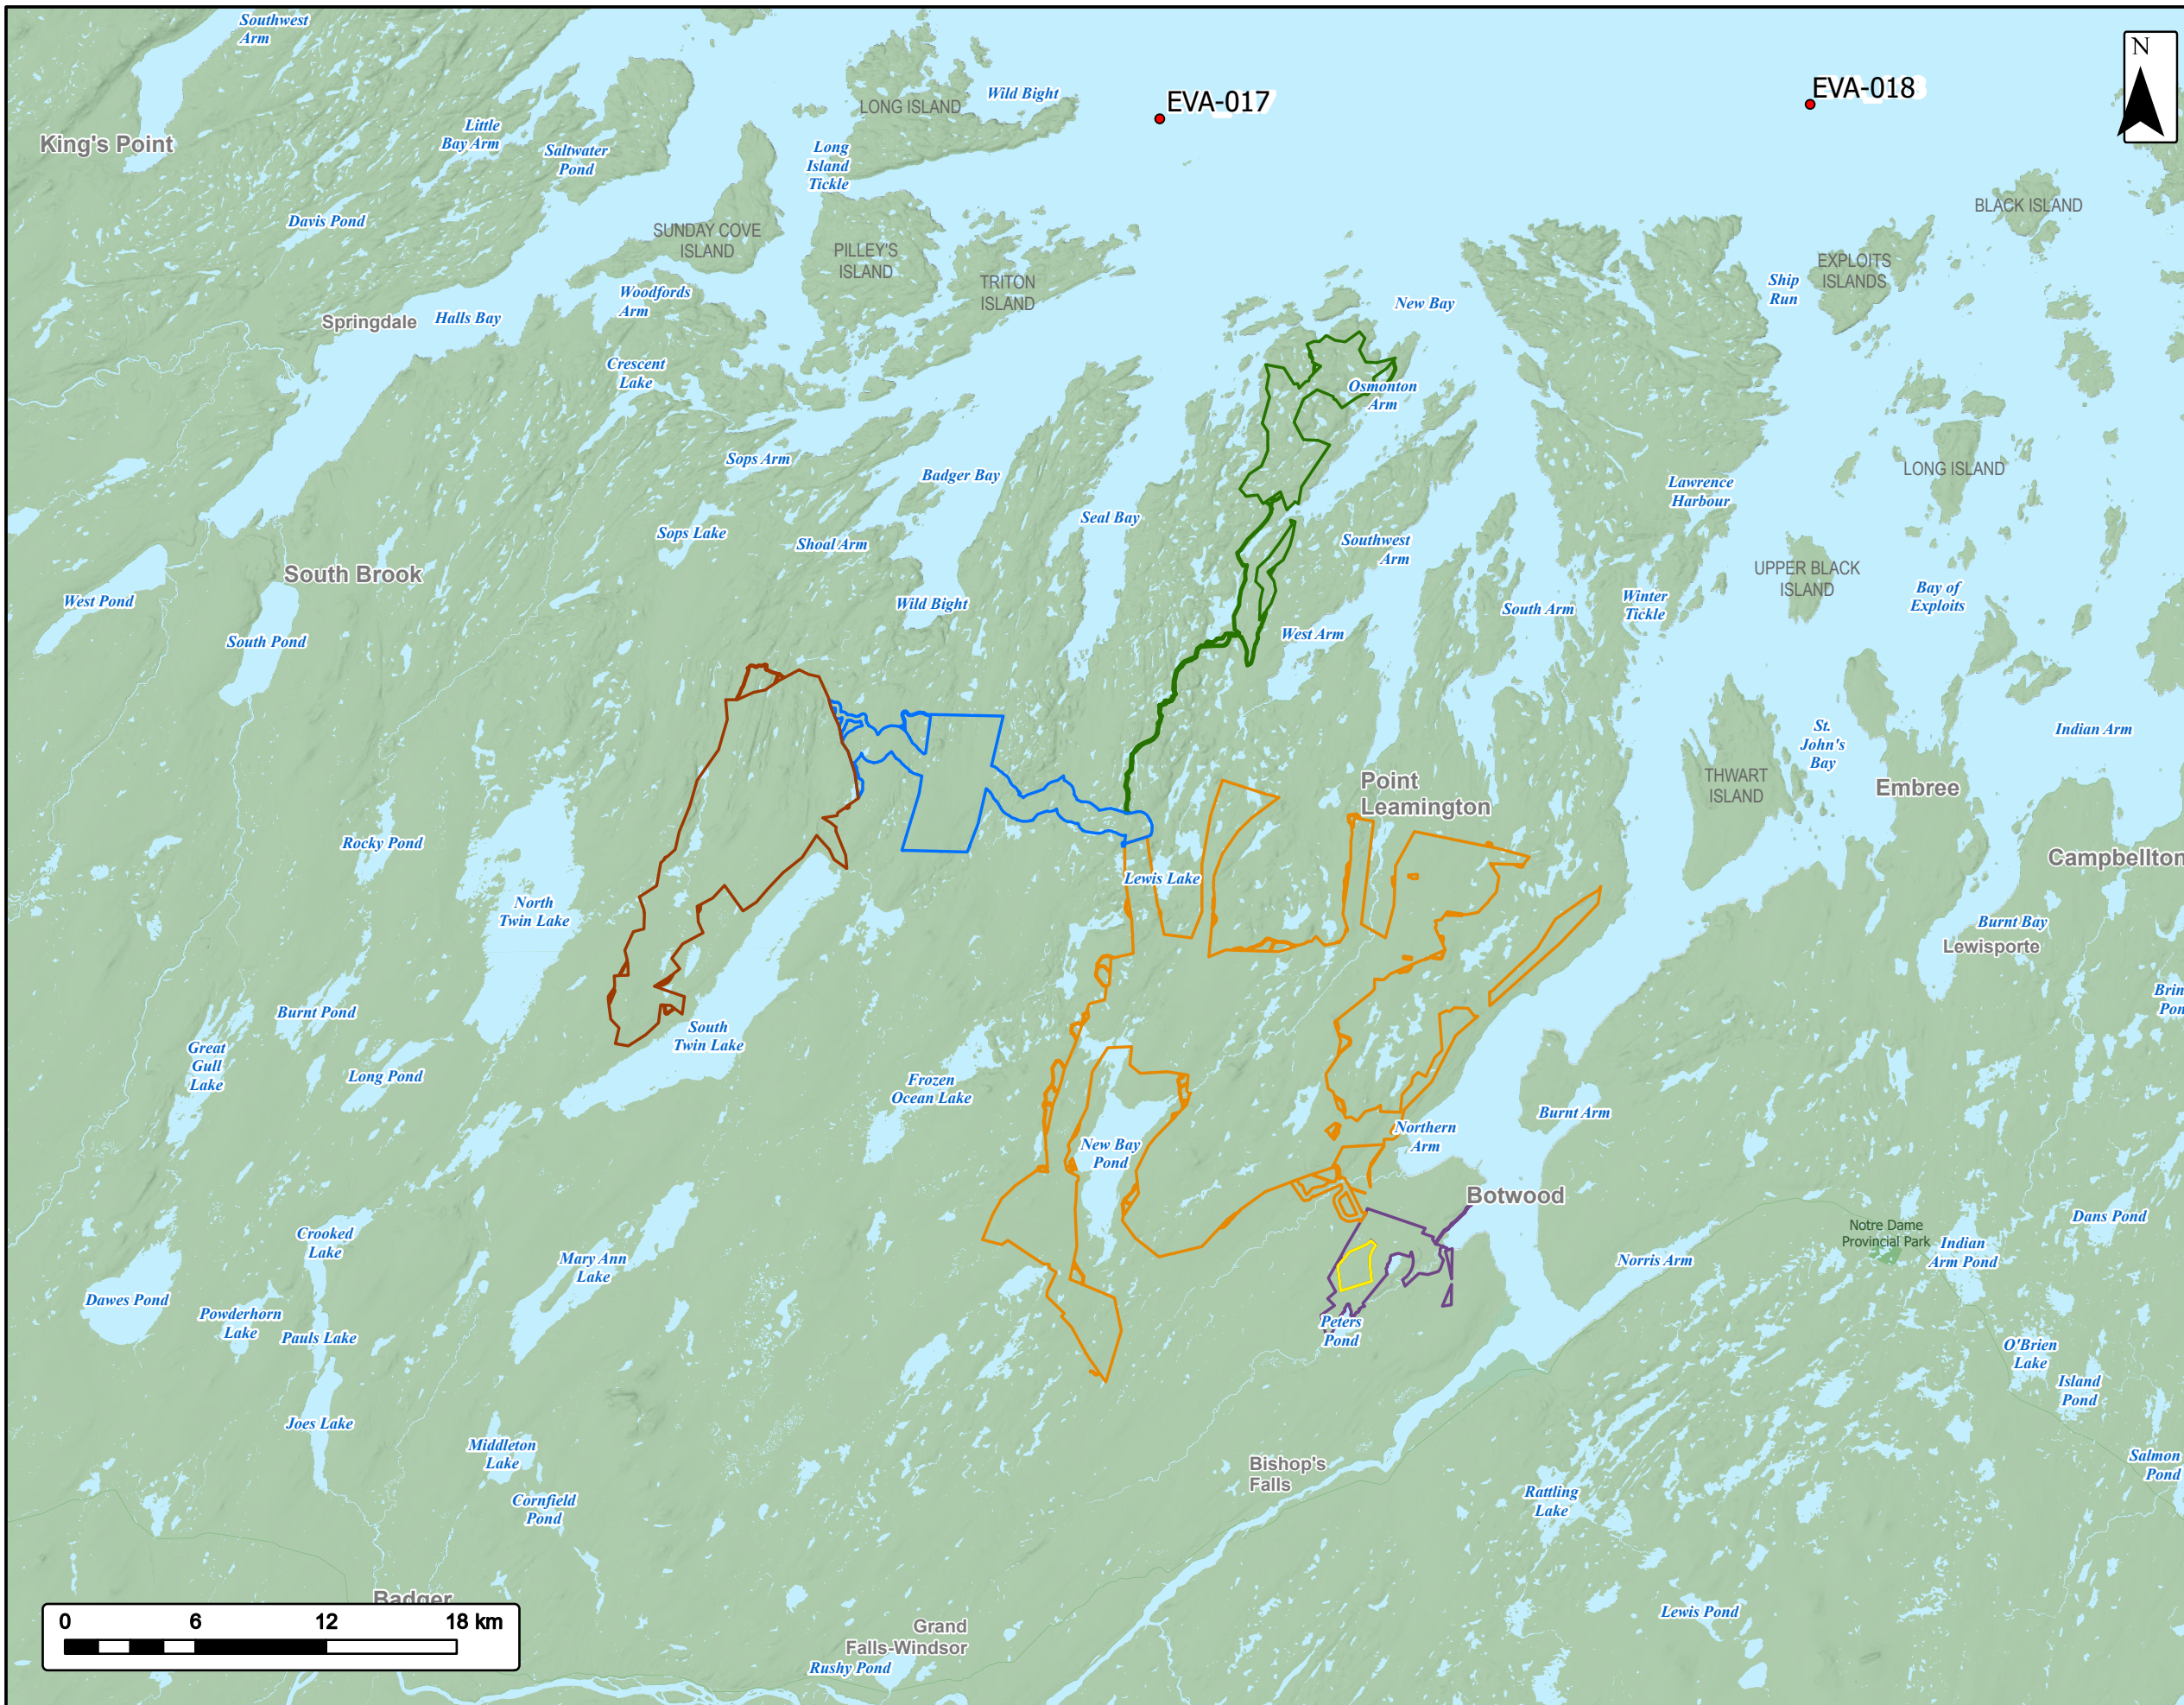 Southwest
Arm
N
EVA-018
Wild Bight
EVA-017
LONG ISLAND
Little
Bay Arm
King's Point
Saltwater
Pond
Long
Island
Tickle
BLACK ISLAND
Davis Pond
SUNDAY COVE
ISLAND
PILLEY'S
ISLAND
EXPLOITS
ISLANDS
TRITON
ISLAND
Ship
Run
Woodfords
Arm
New Bay
Springdale
Halls Bay
Crescent
Lake
Osmonton
Arm
Sops Arm
Badger Bay
LONG ISLAND
Lawrence
Harbour
Seal Bay
Sops Lake
Shoal Arm
Southwest
Arm
South Brook
UPPER BLACK
ISLAND
West Pond
Wild Bight
South Arm
Winter
Tickle
Bay of
Exploits
South Pond
West Arm
St.
John's
Bay
Indian Arm
Point
Leamington
THWART
ISLAND
Embree
Rocky Pond
Campbellton
Lewis Lake
North
Twin Lake
Burnt Bay
Lewisporte
Burnt Pond
Brin
Pon
South
Twin Lake
Great
Gull
Lake
Long Pond
Frozen
Ocean Lake
Burnt Arm
New Bay
Pond
Northern
Arm
Botwood
Crooked
Lake
Notre Dame
Provincial Park
Dans Pond
Mary Ann
Lake
Norris Arm
Indian
Arm Pond
Dawes Pond
Powderhorn
Lake
Pauls Lake
Peters
Pond
O'Brien
Lake
Island
Pond
Joes Lake
Middleton
Lake
Bishop's
Falls
Salmon
Pond
Cornfield
Pond
Rattling
Lake
Badger
Lewis Pond
0 6 12 18 km
Grand
Falls-Windsor
Rushy Pond